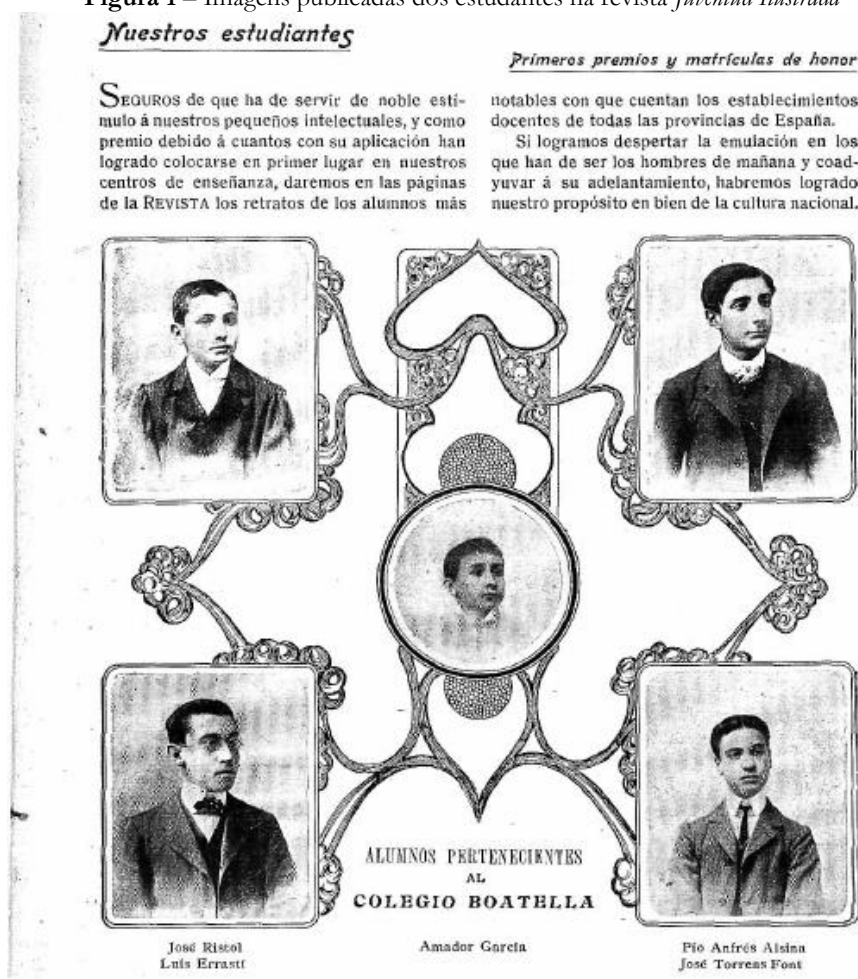 Figura 1 – Imagens publicadas dos estudantes na revista Juventud Ilustrada
Nuestros estudiantes
Primeros premios y matrículas de honor
SEGUROS de que ha de servir de noble estí-
mulo á nuestros pequeños intelectuales, y como
premio debido á cuantos con su aplicación han
logrado colocarse en primer lugar en nuestros
centros de enseñanza, daremos en las páginas
de la REVISTA los retratos de los alumnos más
notables con que cuentan los establecimientos
docentes de todas las provincias de España.
Si logramos despertar la emulación en los
que han de ser los hombres de mañana y coad-
yuvar á su adelantamiento, habremos logrado
nuestro propósito en bien de la cultura nacional.
ALUMNOS PERTENECIENTES
AL
COLEGIO BOATELLA
José Ristol
Luis Errasti
Amador García
Pío Anfrés Alsina
José Torrens Font